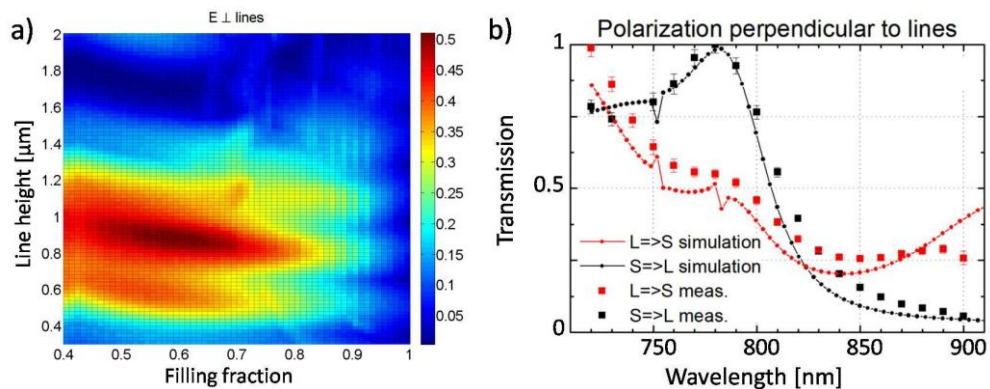 a)
E ⊥ lines
Line height [µm]
2
1.8
1.6
1.4
1.2
1
0.8
0.6
0.4
0.4 0.5 0.6 0.7 0.8 0.9 1
Filling fraction
0.5
0.45
0.4
0.35
0.3
0.25
0.2
0.15
0.1
0.05
b)
Polarization perpendicular to lines
Transmission
1
0.5
0
L=>S simulation
S=>L simulation
L=>S meas.
S=>L meas.
750 800 850 900
Wavelength [nm]